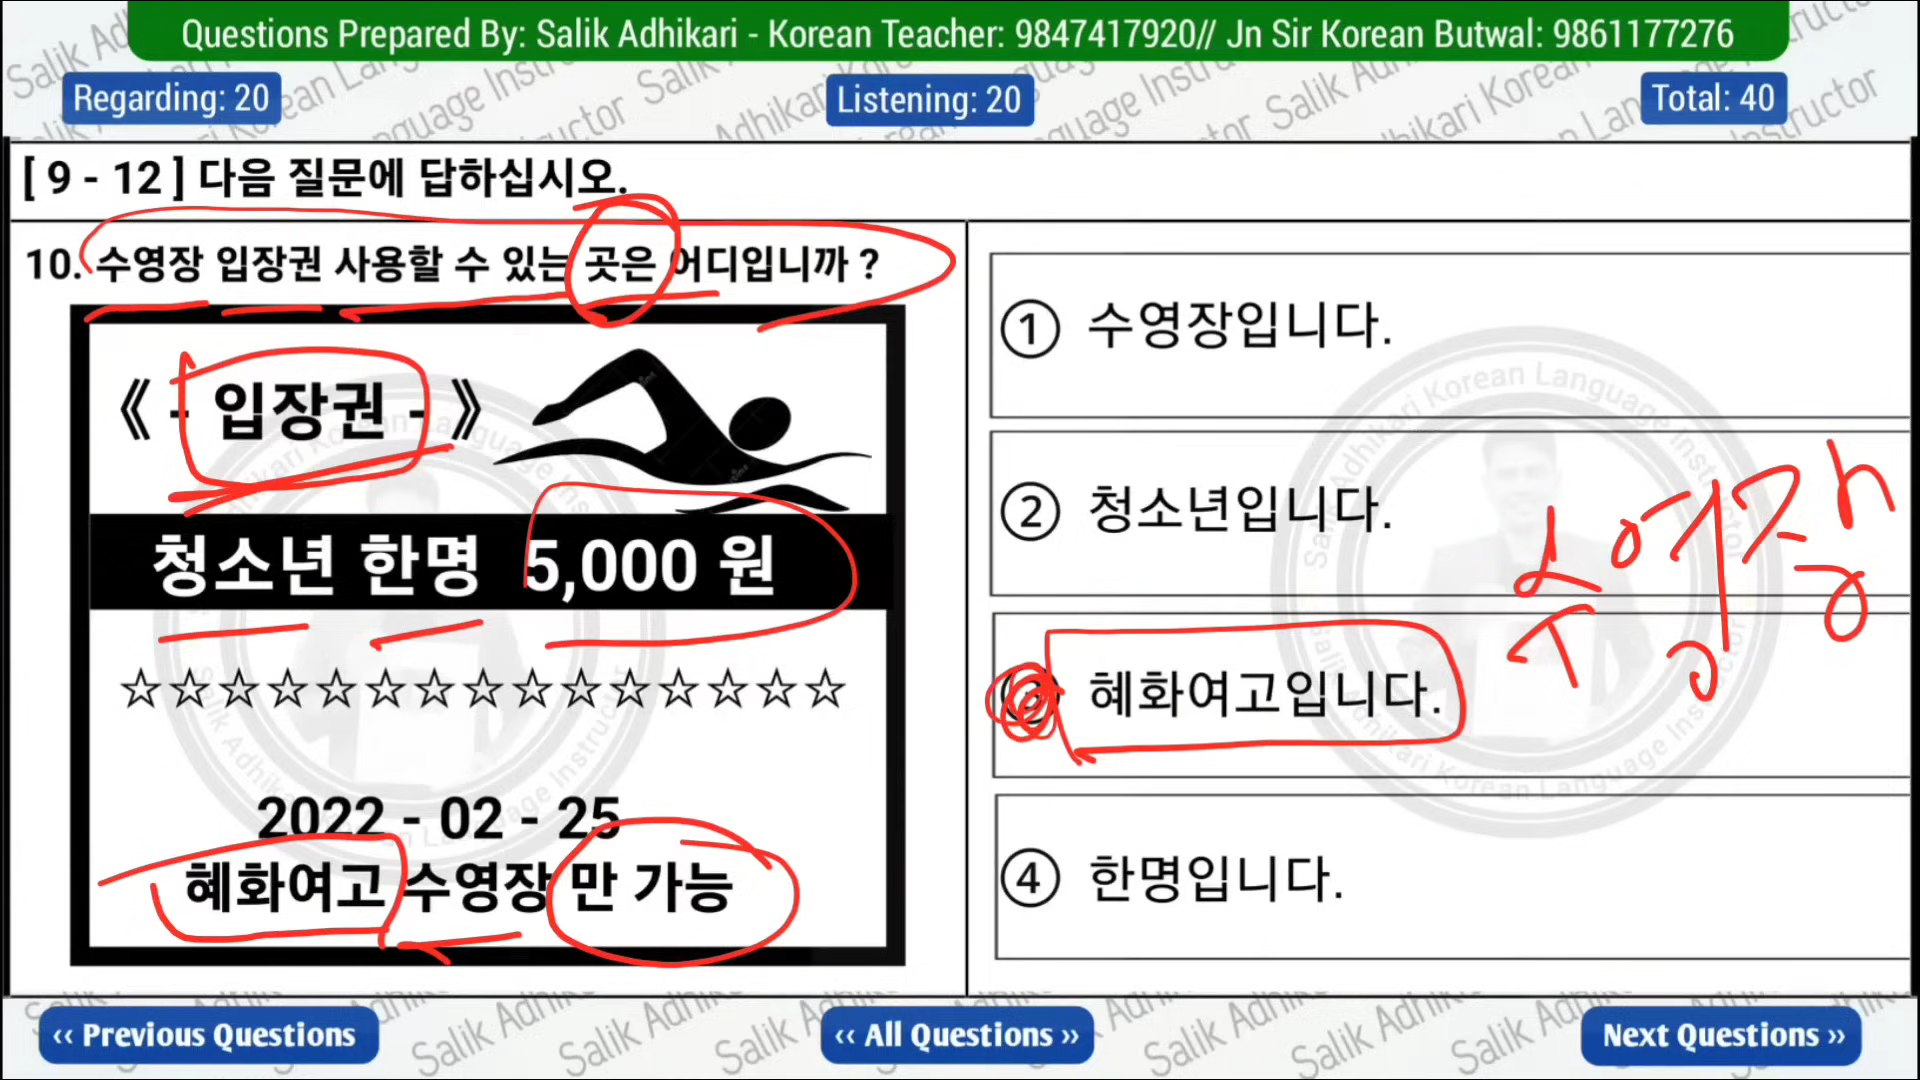 Questions Prepared By: Salik Adhikari - Korean Teacher: 9847417920// Jn Sir Korean Butwal: 9861177276
Regarding: 20
Listening: 20
Total: 40
[ 9 - 12 ] 다음 질문에 답하십시오.
10. 수영장 입장권 사용할 수 있는 곳은 어디입니까 ?
《 - 입장권 - 》
청소년 한명 5,000 원
☆☆☆☆☆☆☆☆☆☆☆☆☆☆☆
2022 - 02 - 25
혜화여고 수영장 만 가능
① 수영장입니다.
② 청소년입니다.
③ 혜화여고입니다.
④ 한명입니다.
수영장
‹‹ Previous Questions
‹‹ All Questions ››
Next Questions ››